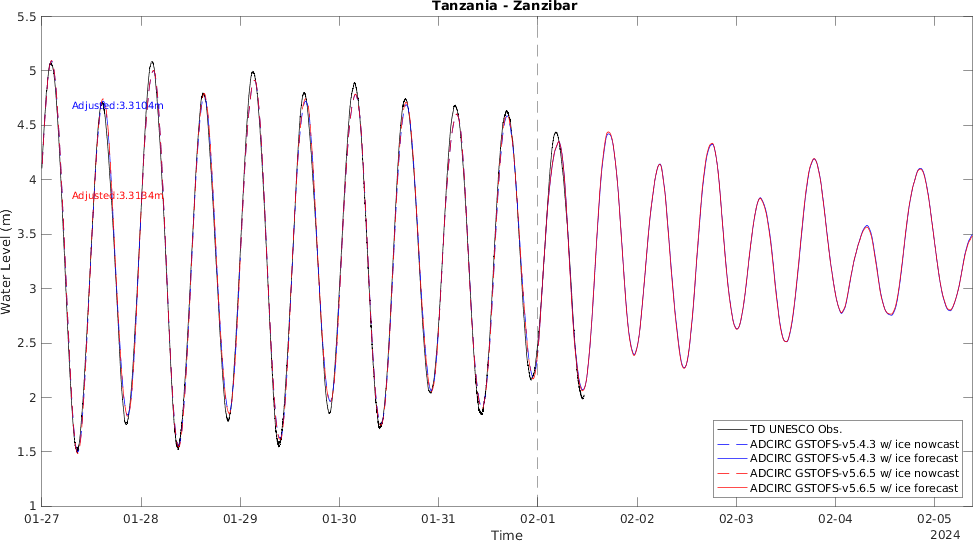 Tanzania - Zanzibar
5.5
5
4.5
4
3.5
3
2.5
2
1.5
1
Water Level (m)
Adjusted:3.3104m
Adjusted:3.3184m
TD UNESCO Obs.
ADCIRC GSTOFS-v5.4.3 w/ ice nowcast
ADCIRC GSTOFS-v5.4.3 w/ ice forecast
ADCIRC GSTOFS-v5.6.5 w/ ice nowcast
ADCIRC GSTOFS-v5.6.5 w/ ice forecast
01-27 01-28 01-29 01-30 01-31 02-01 02-02 02-03 02-04 02-05
Time
2024